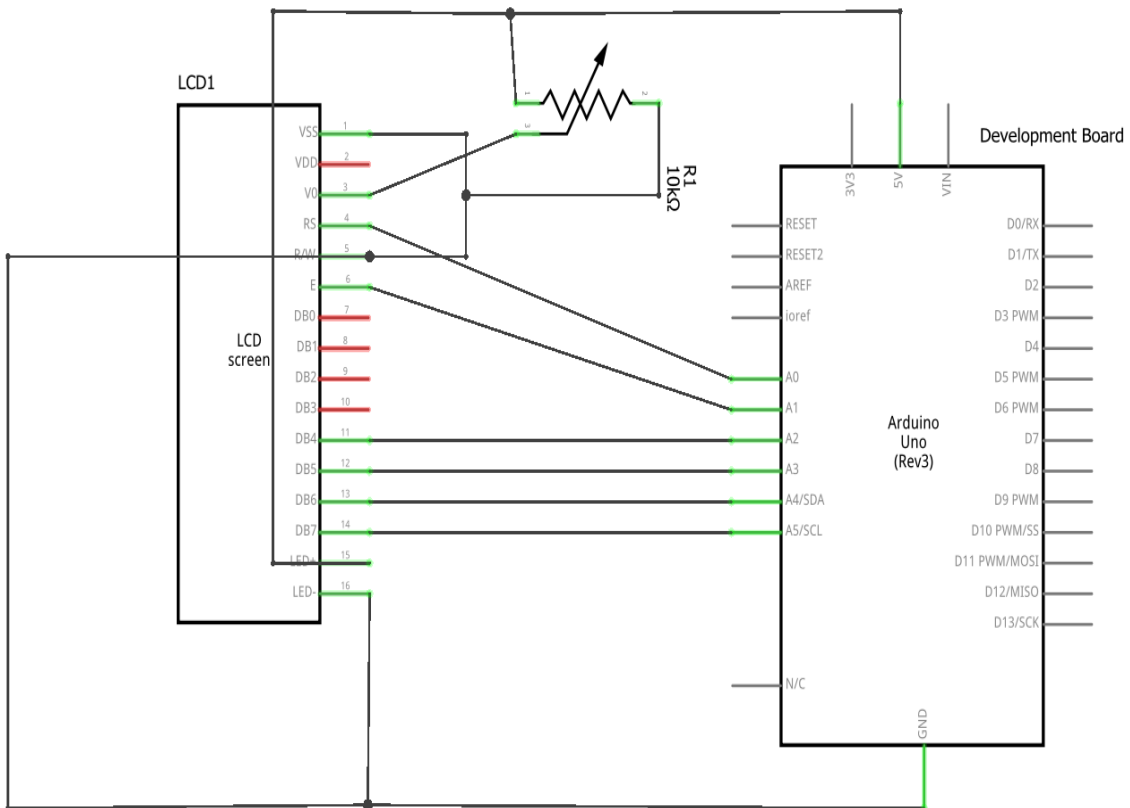 LCD1
VSS 1
VDD 2
V0 3
RS 4
R/W 5
E 6
DB0 7
DB1 8
DB2 9
DB3 10
DB4 11
DB5 12
DB6 13
DB7 14
LED+ 15
LED- 16
LCD
screen
1
2
3
R1
10kΩ
Development Board
3V3
5V
VIN
RESET
RESET2
AREF
ioref
A0
A1
A2
A3
A4/SDA
A5/SCL
N/C
Arduino
Uno
(Rev3)
D0/RX
D1/TX
D2
D3 PWM
D4
D5 PWM
D6 PWM
D7
D8
D9 PWM
D10 PWM/SS
D11 PWM/MOSI
D12/MISO
D13/SCK
GND